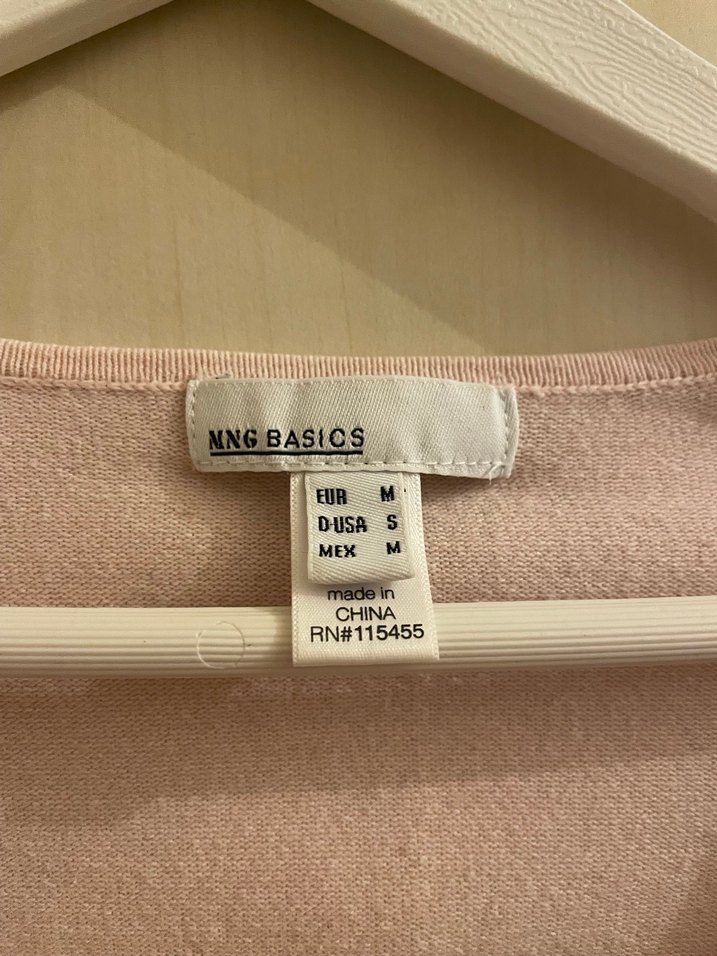 MNG BASICS
EUR M
D·USA S
MEX M
made in
CHINA
RN#115455